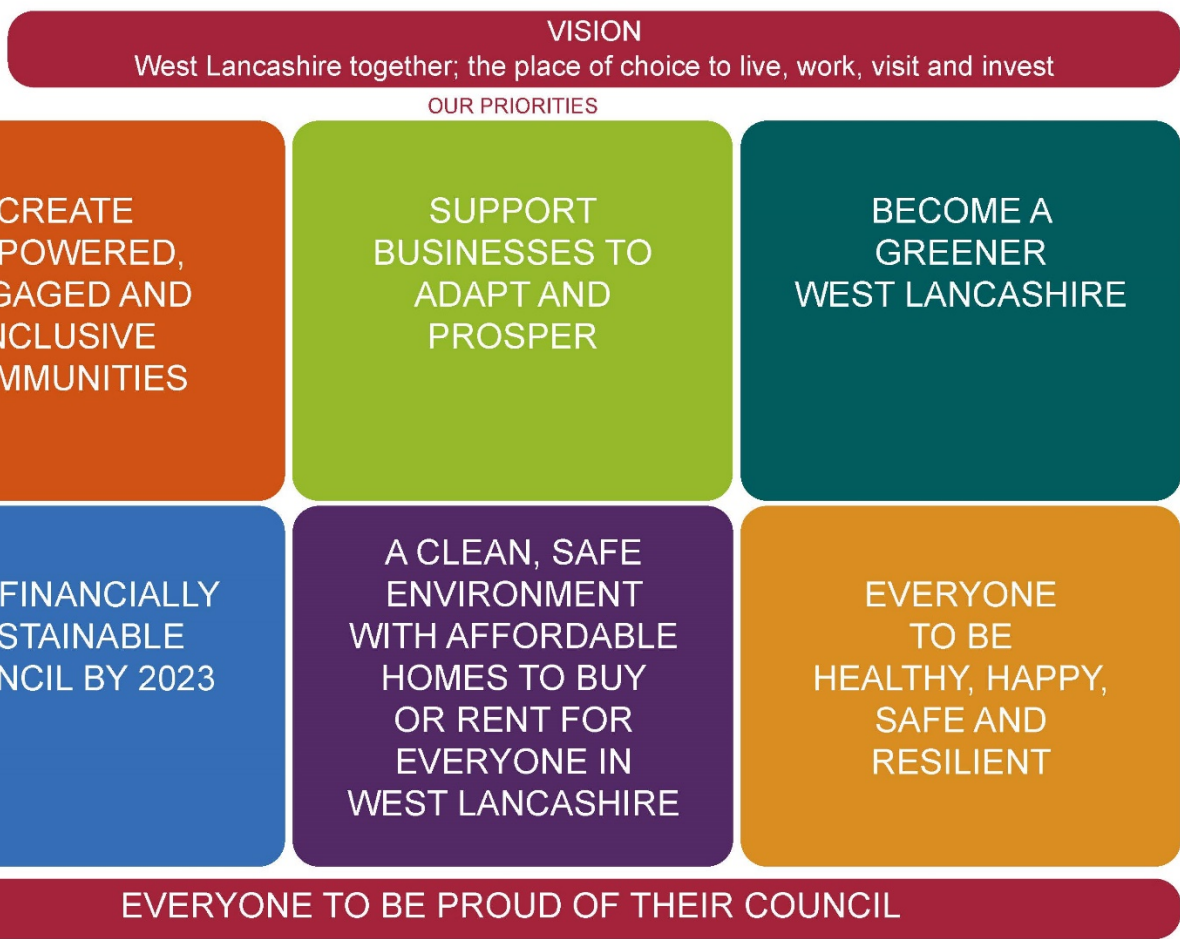 VISION
West Lancashire together; the place of choice to live, work, visit and invest
OUR PRIORITIES
CREATE
POWERED,
GAGED AND
NCLUSIVE
MMUNITIES
SUPPORT
BUSINESSES TO
ADAPT AND
PROSPER
BECOME A
GREENER
WEST LANCASHIRE
FINANCIALLY
STAINABLE
NCIL BY 2023
A CLEAN, SAFE
ENVIRONMENT
WITH AFFORDABLE
HOMES TO BUY
OR RENT FOR
EVERYONE IN
WEST LANCASHIRE
EVERYONE
TO BE
HEALTHY, HAPPY,
SAFE AND
RESILIENT
EVERYONE TO BE PROUD OF THEIR COUNCIL